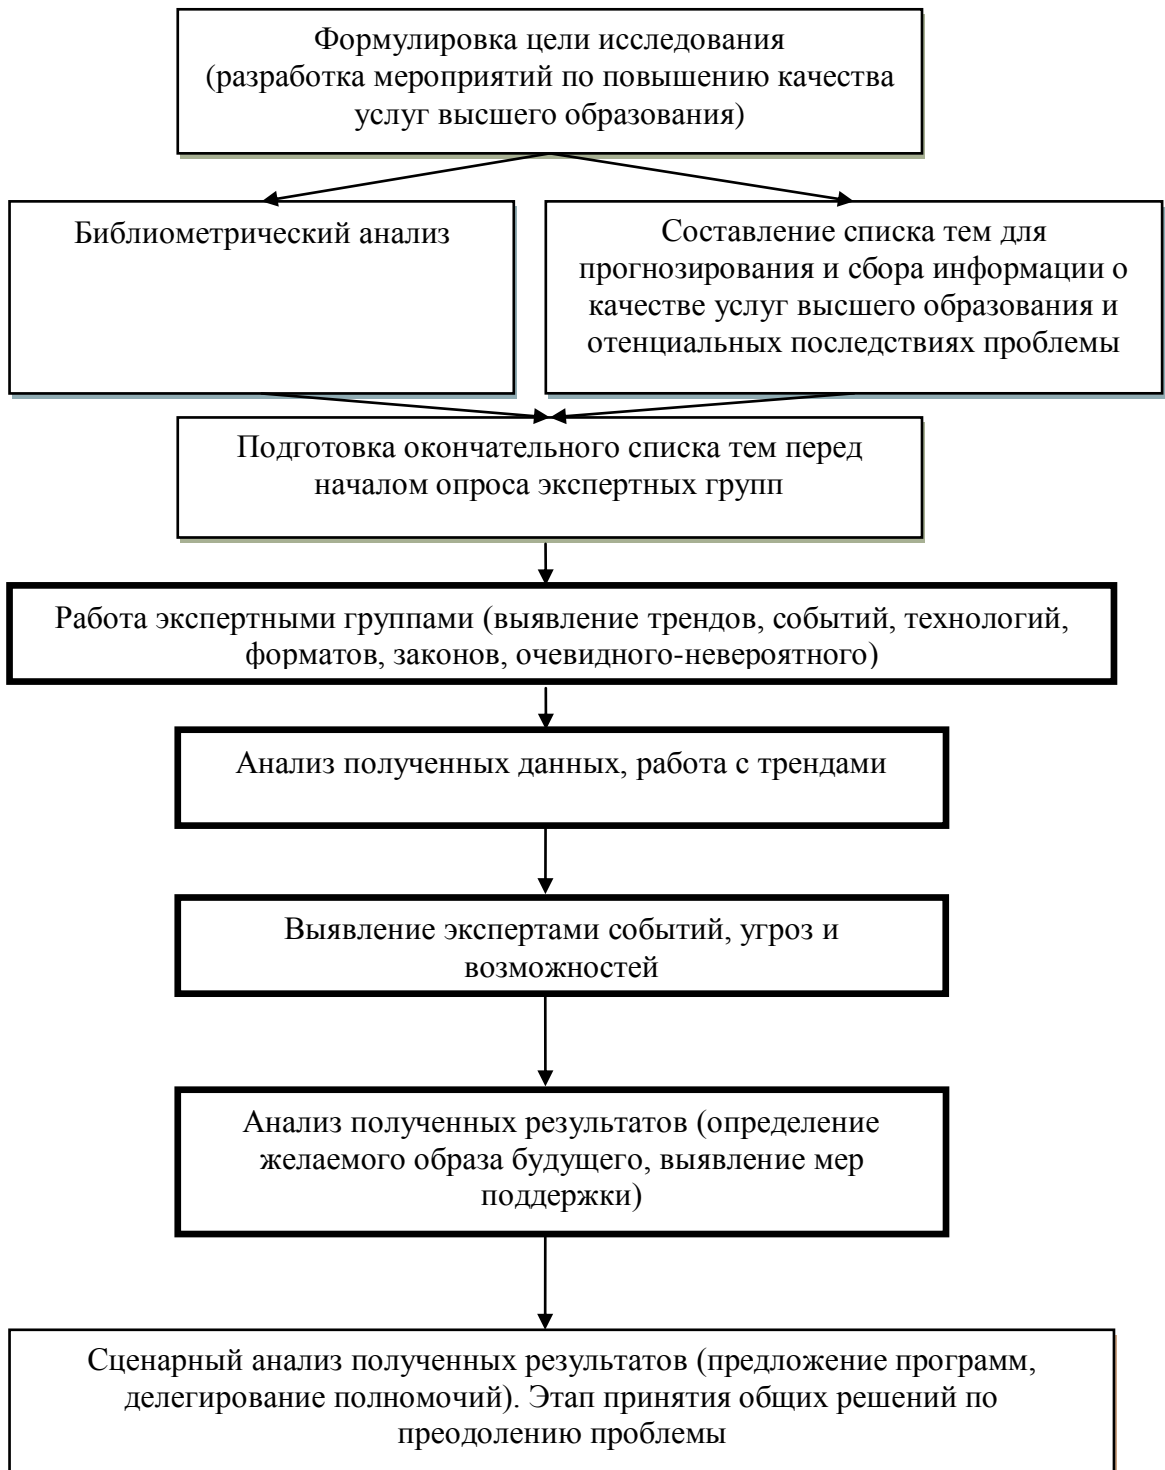 Формулировка цели исследования
(разработка мероприятий по повышению качества
услуг высшего образования)
Библиометрический анализ
Составление списка тем для
прогнозирования и сбора информации о
качестве услуг высшего образования и
отенциальных последствиях проблемы
Подготовка окончательного списка тем перед
началом опроса экспертных групп
Работа экспертными группами (выявление трендов, событий, технологий,
форматов, законов, очевидного-невероятного)
Анализ полученных данных, работа с трендами
Выявление экспертами событий, угроз и
возможностей
Анализ полученных результатов (определение
желаемого образа будущего, выявление мер
поддержки)
Сценарный анализ полученных результатов (предложение программ,
делегирование полномочий). Этап принятия общих решений по
преодолению проблемы